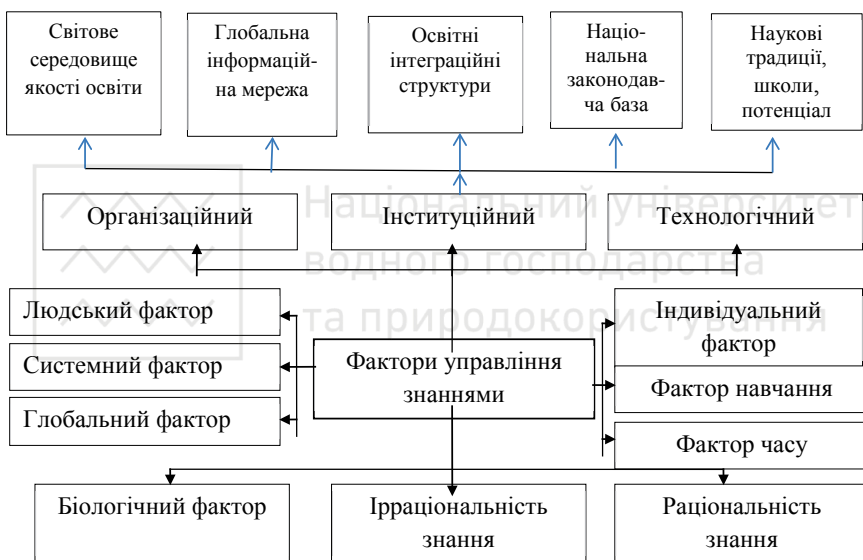 Світове
середовище
якості освіти
Глобальна
інформацій-
на мережа
Освітні
інтеграційні
структури
Націо-
нальна
законодав-
ча база
Наукові
традиції,
школи,
потенціал
Організаційний
Інституційний
Технологічний
Національний університет
водного господарства
та природокористування
Людський фактор
Системний фактор
Глобальний фактор
Фактори управління
знаннями
Індивідуальний
фактор
Фактор навчання
Фактор часу
Біологічний фактор
Ірраціональність
знання
Раціональність
знання